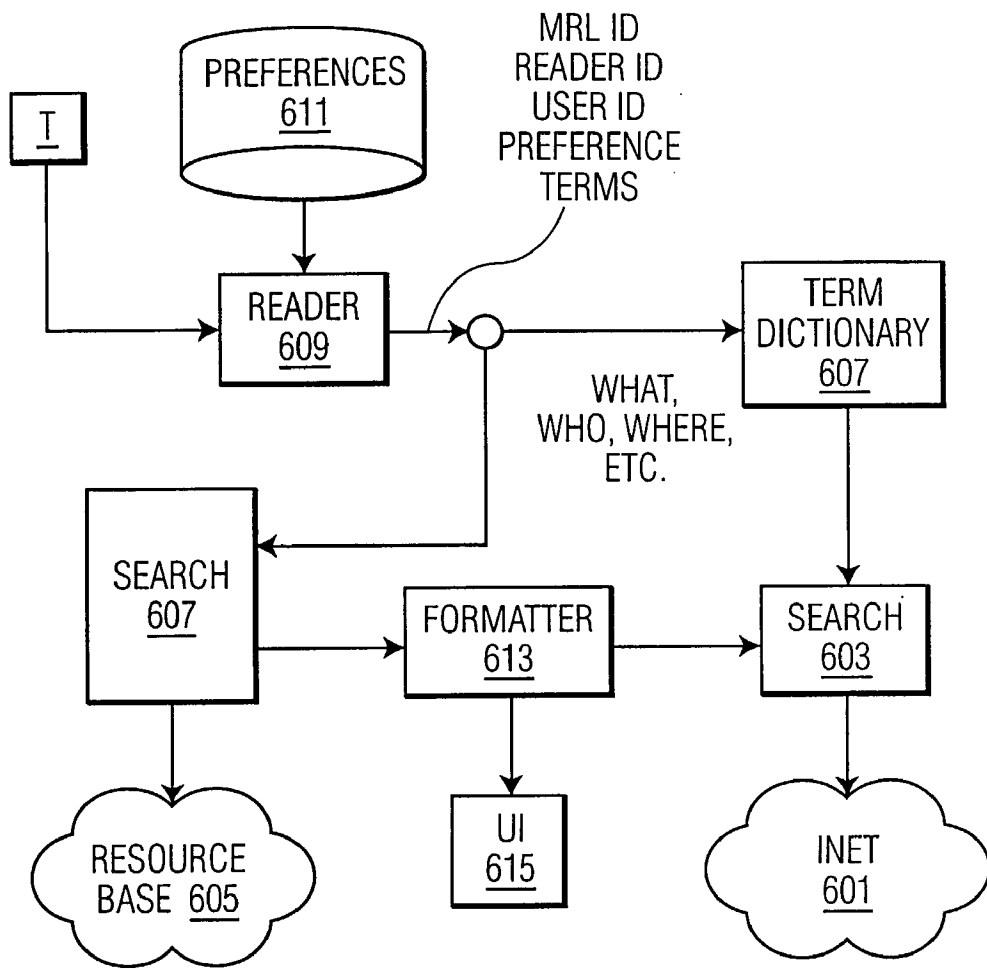 MRL ID
READER ID
USER ID
PREFERENCE
TERMS
PREFERENCES
611
T
READER
609
TERM
DICTIONARY
607
WHAT,
WHO, WHERE,
ETC.
SEARCH
607
FORMATTER
613
SEARCH
603
RESOURCE
BASE 605
UI
615
INET
601